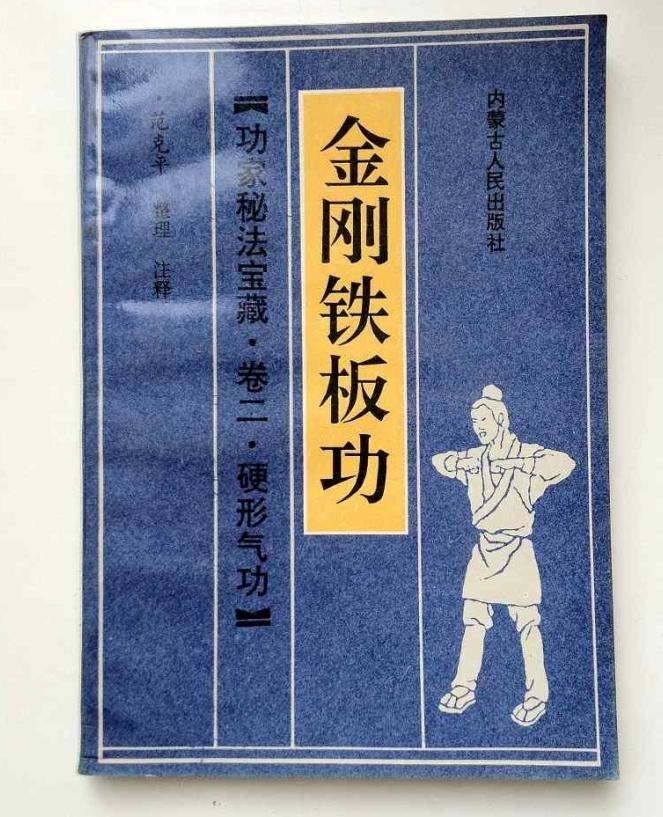 内蒙古人民出版社
金刚铁板功
【功家秘法宝藏·卷二·硬形气功】
范克平 整理 注释